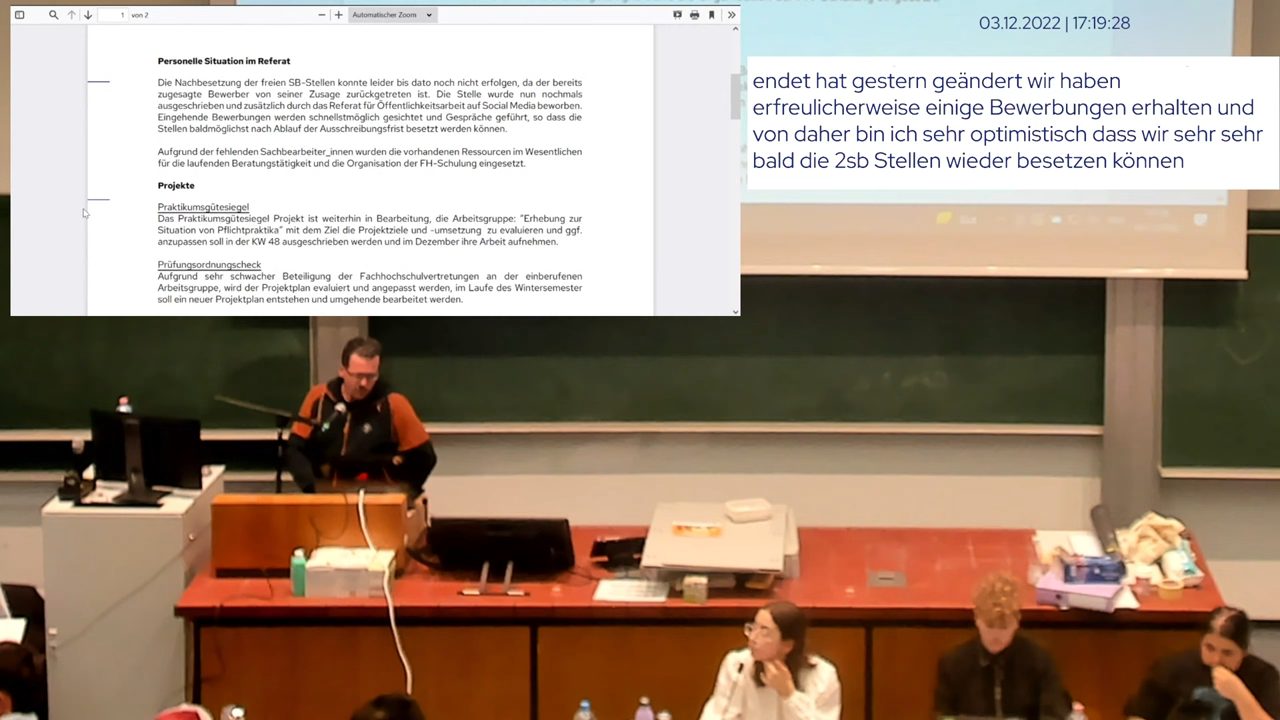 1 von 2
Automatischer Zoom
03.12.2022 | 17:19:28
Personelle Situation im Referat
Die Nachbesetzung der freien SB-Stellen konnte leider bis dato noch nicht erfolgen, da der bereits
zugesagte Bewerber von seiner Zusage zurückgetreten ist. Die Stelle wurde nun nochmals
ausgeschrieben und zusätzlich durch das Referat für Öffentlichkeitsarbeit auf Social Media beworben.
Eingehende Bewerbungen werden schnellstmöglich gesichtet und Gespräche geführt, so dass die
Stellen baldmöglichst nach Ablauf der Ausschreibungsfrist besetzt werden können.
Aufgrund der fehlenden Sachbearbeiter_innen wurden die vorhandenen Ressourcen im Wesentlichen
für die laufenden Beratungstätigkeit und die Organisation der FH-Schulung eingesetzt.
Projekte
Praktikumsgütesiegel
Das Praktikumsgütesiegel Projekt ist weiterhin in Bearbeitung, die Arbeitsgruppe: "Erhebung zur
Situation von Pflichtpraktika" mit dem Ziel die Projektziele und -umsetzung zu evaluieren und ggf.
anzupassen soll in der KW 48 ausgeschrieben werden und im Dezember ihre Arbeit aufnehmen.
Prüfungsordnungscheck
Aufgrund sehr schwacher Beteiligung der Fachhochschulvertretungen an der einberufenen
Arbeitsgruppe, wird der Projektplan evaluiert und angepasst werden, im Laufe des Wintersemester
soll ein neuer Projektplan entstehen und umgehende bearbeitet werden.
endet hat gestern geändert wir haben
erfreulicherweise einige Bewerbungen erhalten und
von daher bin ich sehr optimistisch dass wir sehr sehr
bald die 2sb Stellen wieder besetzen können